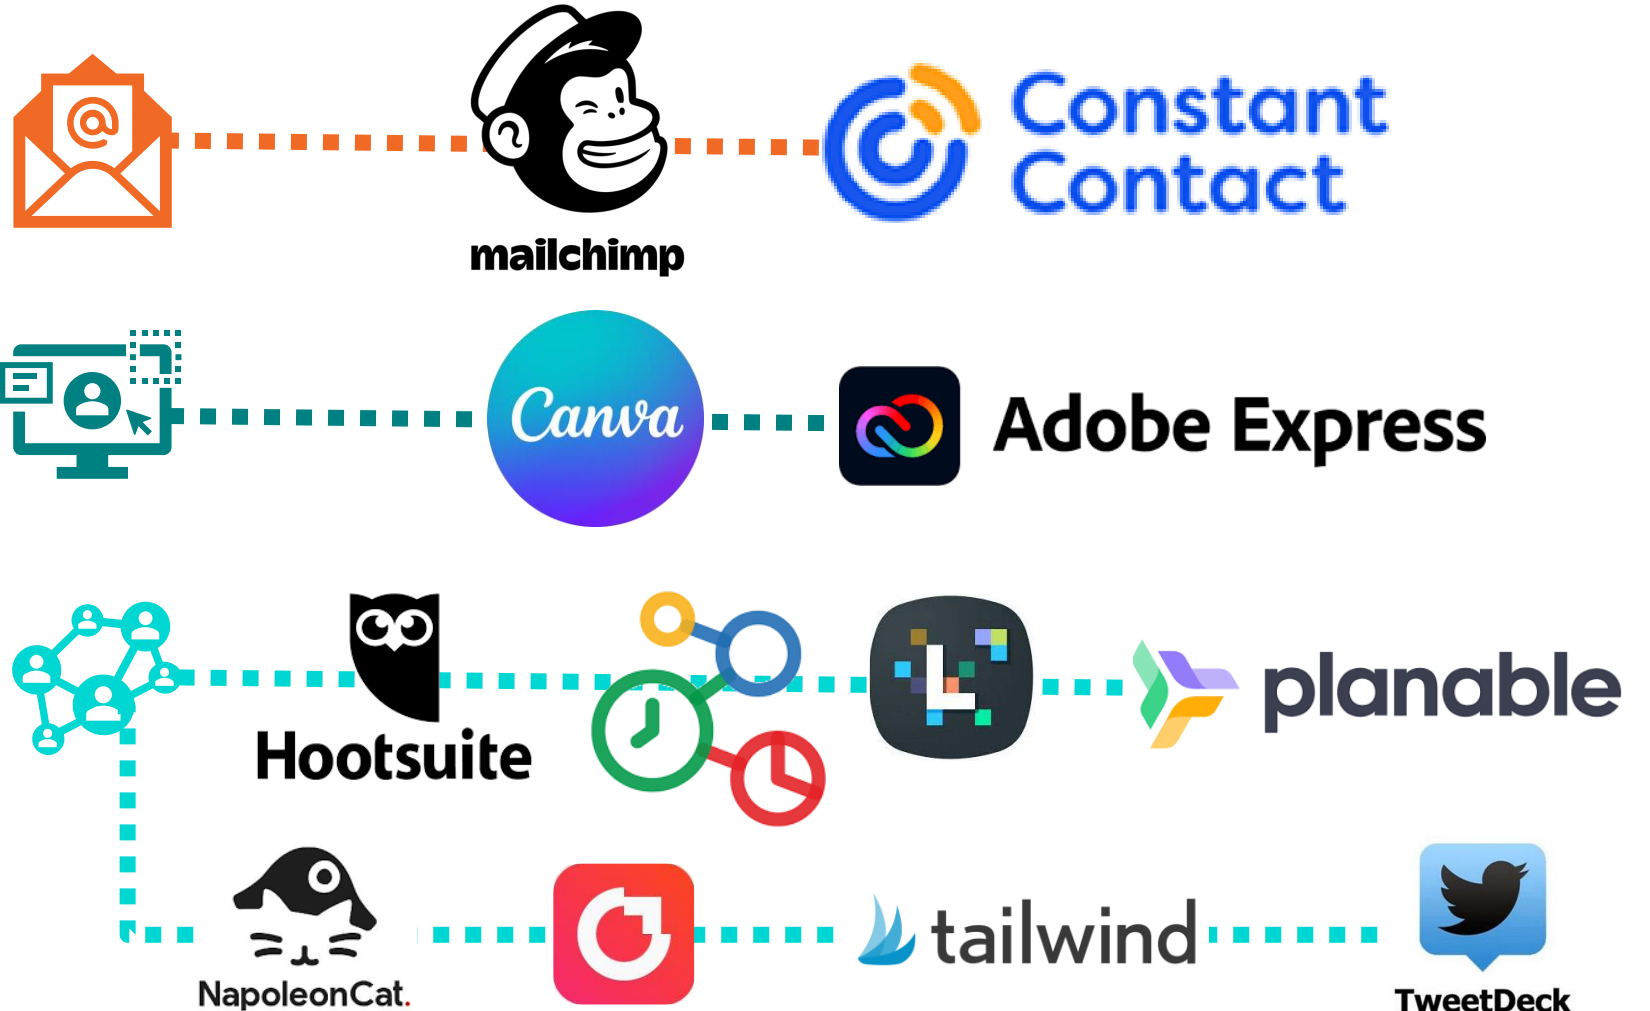 mailchimp
Constant
Contact
Canva
Adobe Express
Hootsuite
L
planable
NapoleonCat.
tailwind
TweetDeck